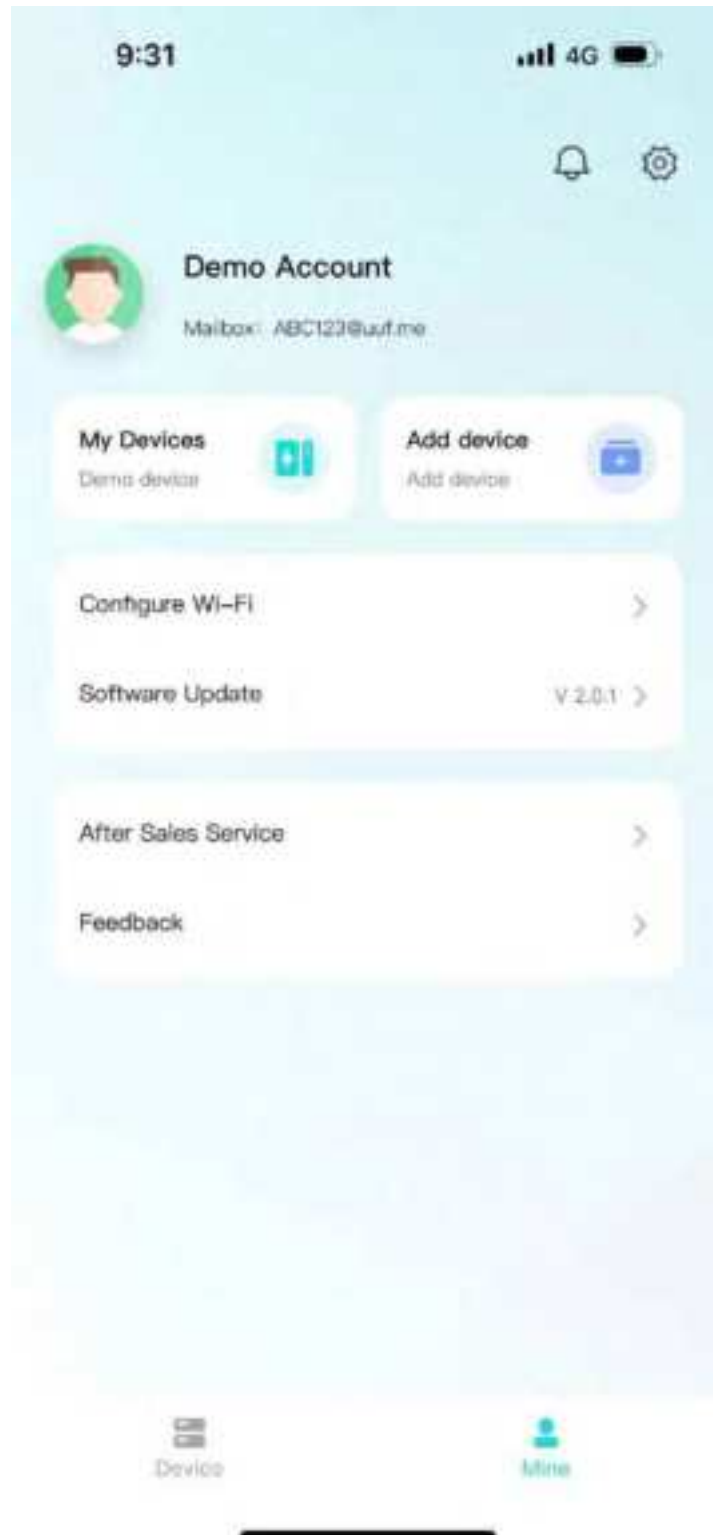 9:31 4G
Demo Account
Mailbox: ABC123@uuf.me
My Devices
Demo device
Add device
Add device
Configure Wi-Fi
Software Update V 2.0.1
After Sales Service
Feedback
Device Mine